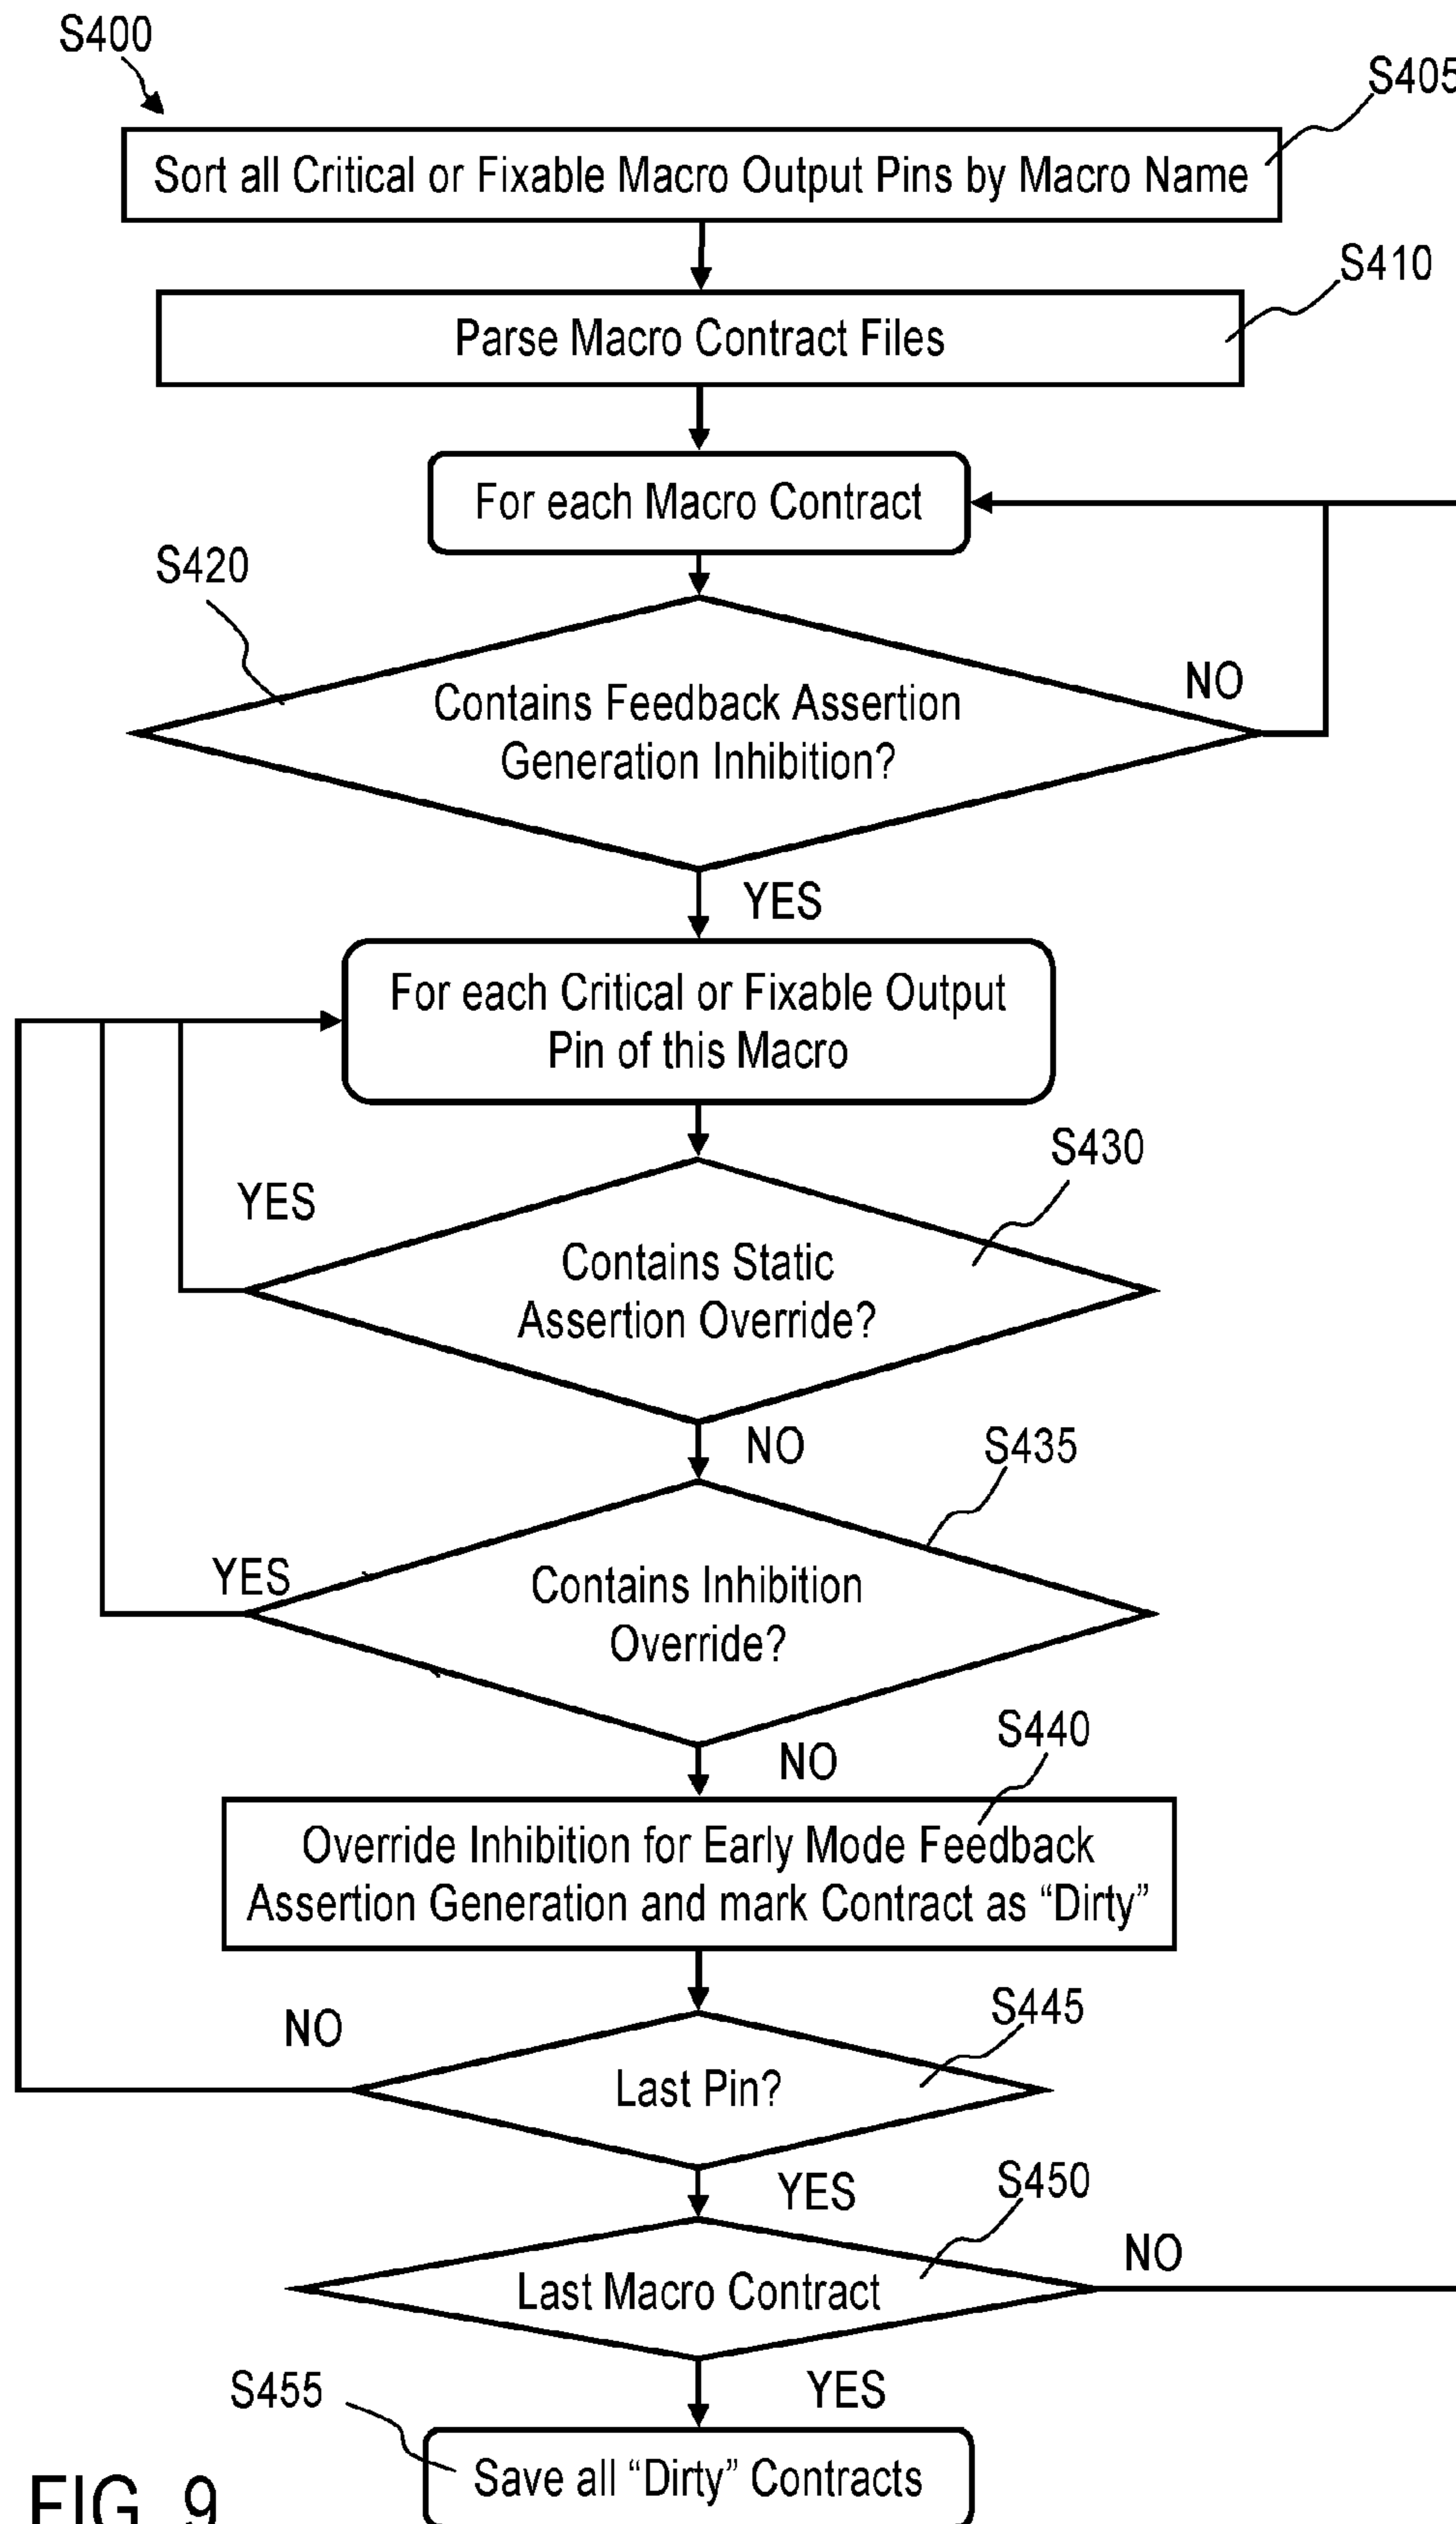 S400
S405
Sort all Critical or Fixable Macro Output Pins by Macro Name
S410
Parse Macro Contract Files
For each Macro Contract
S420
Contains Feedback Assertion
Generation Inhibition?
NO
YES
For each Critical or Fixable Output
Pin of this Macro
S430
YES
Contains Static
Assertion Override?
NO
S435
YES
Contains Inhibition
Override?
NO
S440
Override Inhibition for Early Mode Feedback
Assertion Generation and mark Contract as “Dirty”
S445
NO
Last Pin?
YES
S450
NO
Last Macro Contract
YES
S455
Save all “Dirty” Contracts
FIG. 9